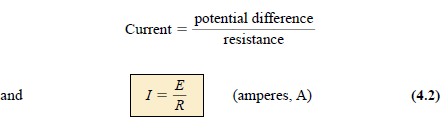 Current = potential difference / resistance
and I = E / R (amperes, A) (4.2)